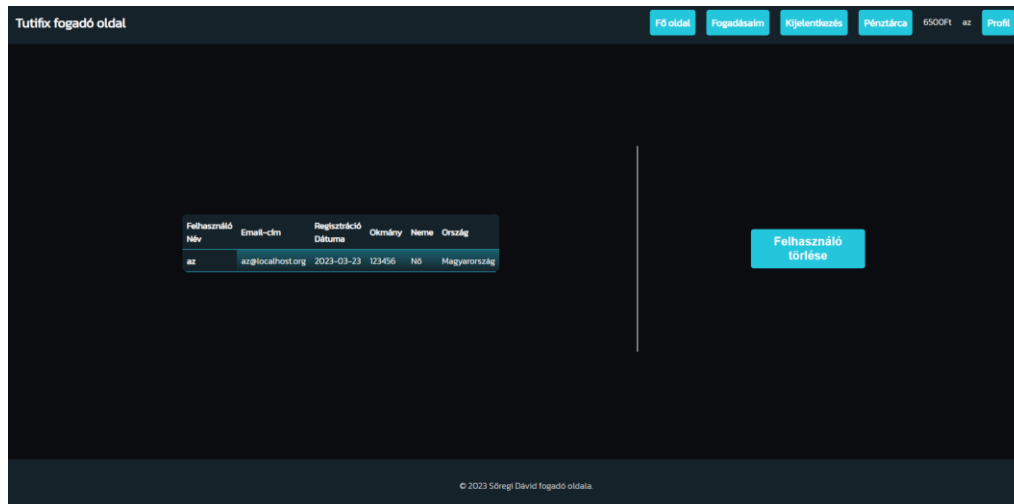 Tutifix fogadó oldal
Fő oldal Fogadásaim Kijelentkezés Pénztárca 6500Ft az Profil
Felhasználó Név Email-cím Regisztráció Dátuma Okmány Neme Ország
az az@localhost.org 2023-03-23 123456 Nő Magyarország
Felhasználó
törlése
© 2023 Söregi Dávid fogadó oldala.